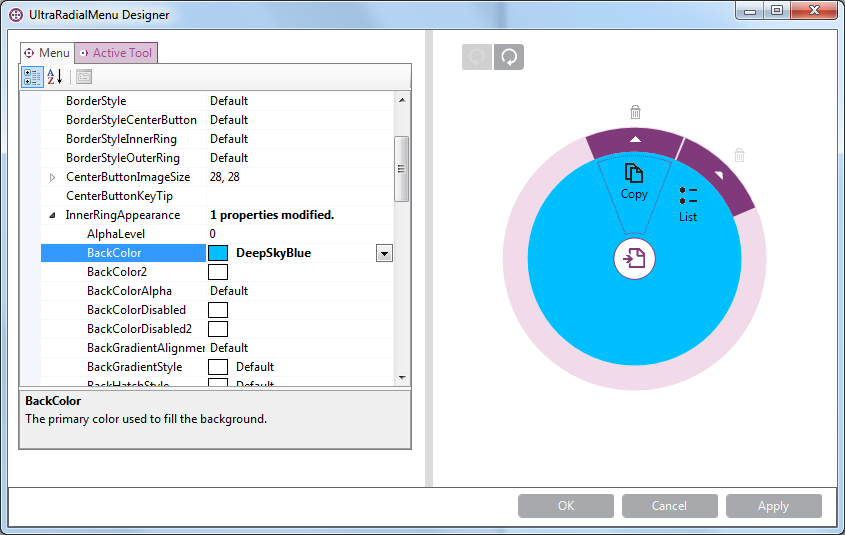 UltraRadialMenu Designer
Menu Active Tool
BorderStyle Default
BorderStyleCenterButton Default
BorderStyleInnerRing Default
BorderStyleOuterRing Default
CenterButtonImageSize 28, 28
CenterButtonKeyTip
InnerRingAppearance 1 properties modified.
AlphaLevel 0
BackColor DeepSkyBlue
BackColor2
BackColorAlpha Default
BackColorDisabled
BackColorDisabled2
BackGradientAlignmen Default
BackGradientStyle Default
BackHatchStyle Default
BackColor
The primary color used to fill the background.
Copy
List
OK Cancel Apply